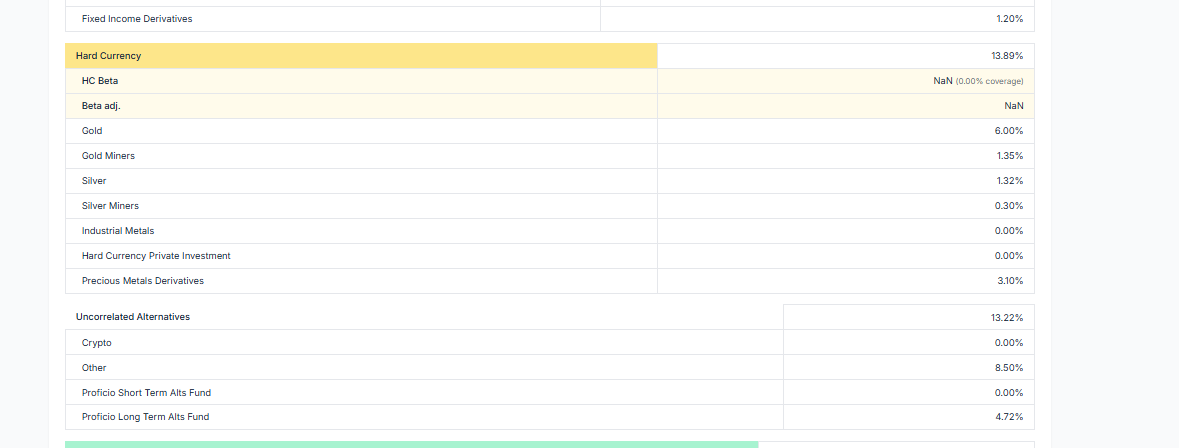 Fixed Income Derivatives 1.20%
Hard Currency 13.89%
HC Beta NaN (0.00% coverage)
Beta adj. NaN
Gold 6.00%
Gold Miners 1.35%
Silver 1.32%
Silver Miners 0.30%
Industrial Metals 0.00%
Hard Currency Private Investment 0.00%
Precious Metals Derivatives 3.10%
Uncorrelated Alternatives 13.22%
Crypto 0.00%
Other 8.50%
Proficio Short Term Alts Fund 0.00%
Proficio Long Term Alts Fund 4.72%